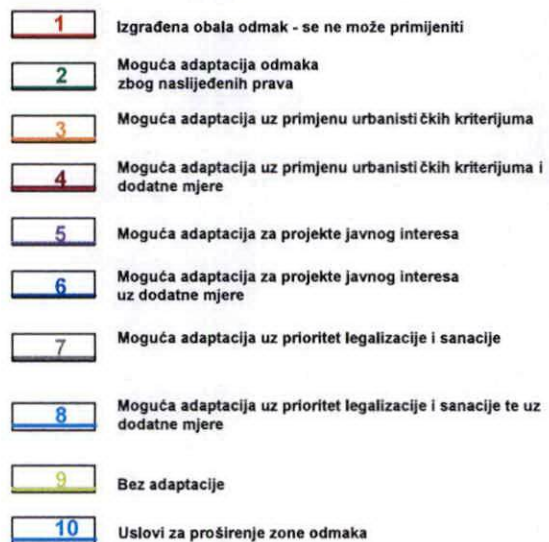 1 Izgrađena obala odmak - se ne može primijeniti
2 Moguća adaptacija odmaka
zbog naslijeđenih prava
3 Moguća adaptacija uz primjenu urbanističkih kriterijuma
4 Moguća adaptacija uz primjenu urbanističkih kriterijuma i
dodatne mjere
5 Moguća adaptacija za projekte javnog interesa
6 Moguća adaptacija za projekte javnog interesa
uz dodatne mjere
7 Moguća adaptacija uz prioritet legalizacije i sanacije
8 Moguća adaptacija uz prioritet legalizacije i sanacije te uz
dodatne mjere
9 Bez adaptacije
10 Uslovi za proširenje zone odmaka